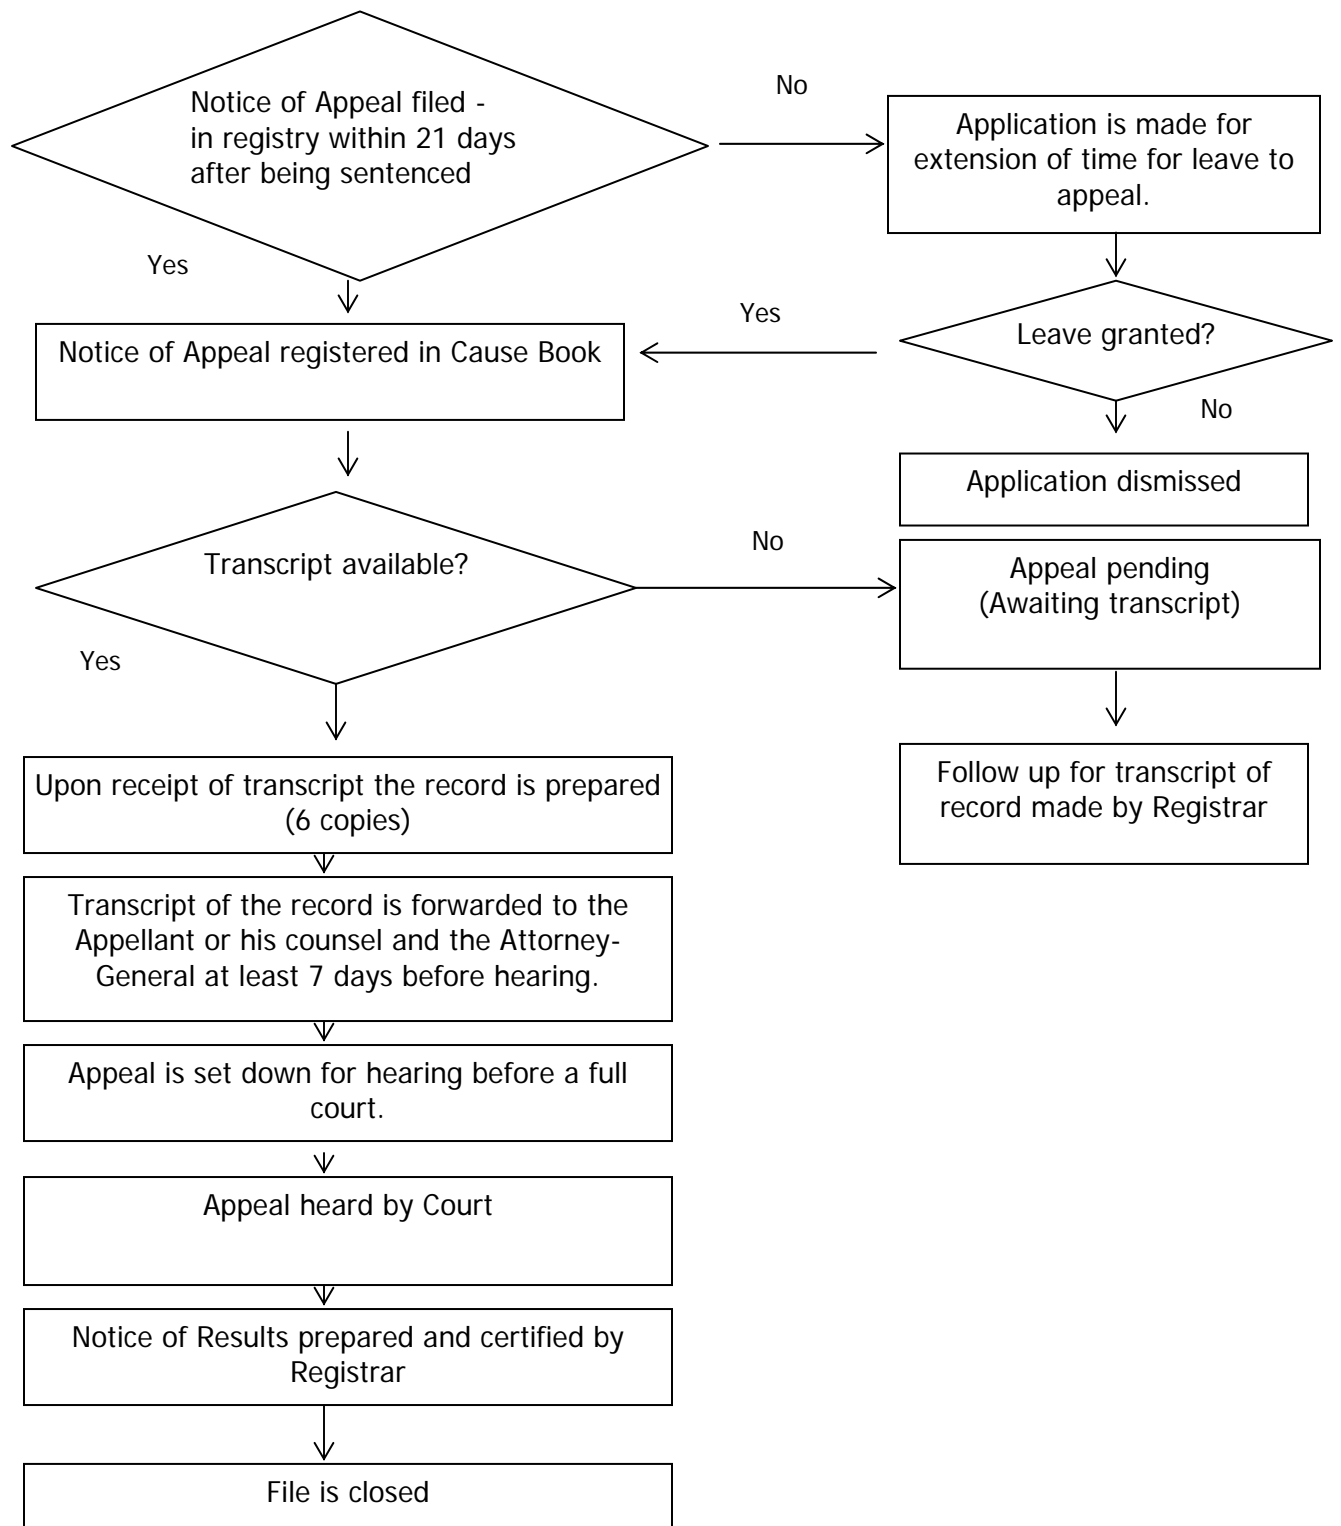 Notice of Appeal filed -
in registry within 21 days
after being sentenced
No
Application is made for
extension of time for leave to
appeal.
Yes
Notice of Appeal registered in Cause Book
Yes
Leave granted?
No
Application dismissed
Transcript available?
No
Appeal pending
(Awaiting transcript)
Yes
Follow up for transcript of
record made by Registrar
Upon receipt of transcript the record is prepared
(6 copies)
Transcript of the record is forwarded to the
Appellant or his counsel and the Attorney-
General at least 7 days before hearing.
Appeal is set down for hearing before a full
court.
Appeal heard by Court
Notice of Results prepared and certified by
Registrar
File is closed